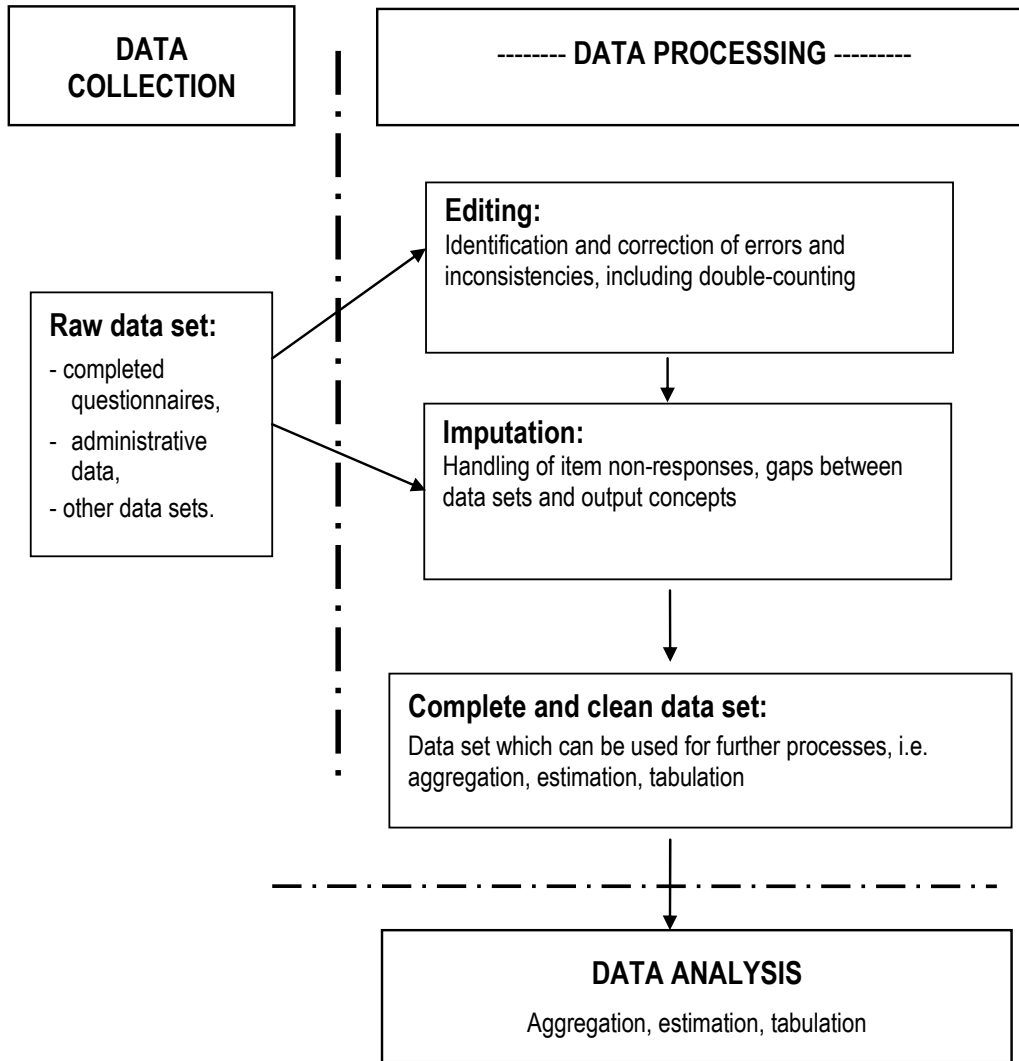 DATA
COLLECTION
-------- DATA PROCESSING ---------
Editing:
Identification and correction of errors and
inconsistencies, including double-counting
Raw data set:
- completed
questionnaires,
- administrative
data,
- other data sets.
Imputation:
Handling of item non-responses, gaps between
data sets and output concepts
Complete and clean data set:
Data set which can be used for further processes, i.e.
aggregation, estimation, tabulation
DATA ANALYSIS
Aggregation, estimation, tabulation